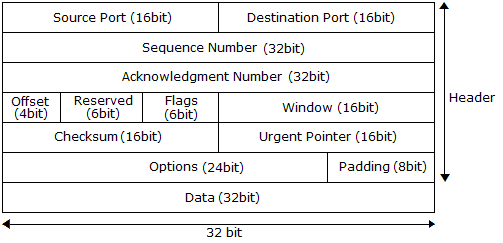 Source Port (16bit) Destination Port (16bit)
Sequence Number (32bit)
Acknowledgment Number (32bit)
Offset Reserved Flags Window (16bit)
(4bit) (6bit) (6bit)
Header
Checksum (16bit) Urgent Pointer (16bit)
Options (24bit) Padding (8bit)
Data (32bit)
32 bit